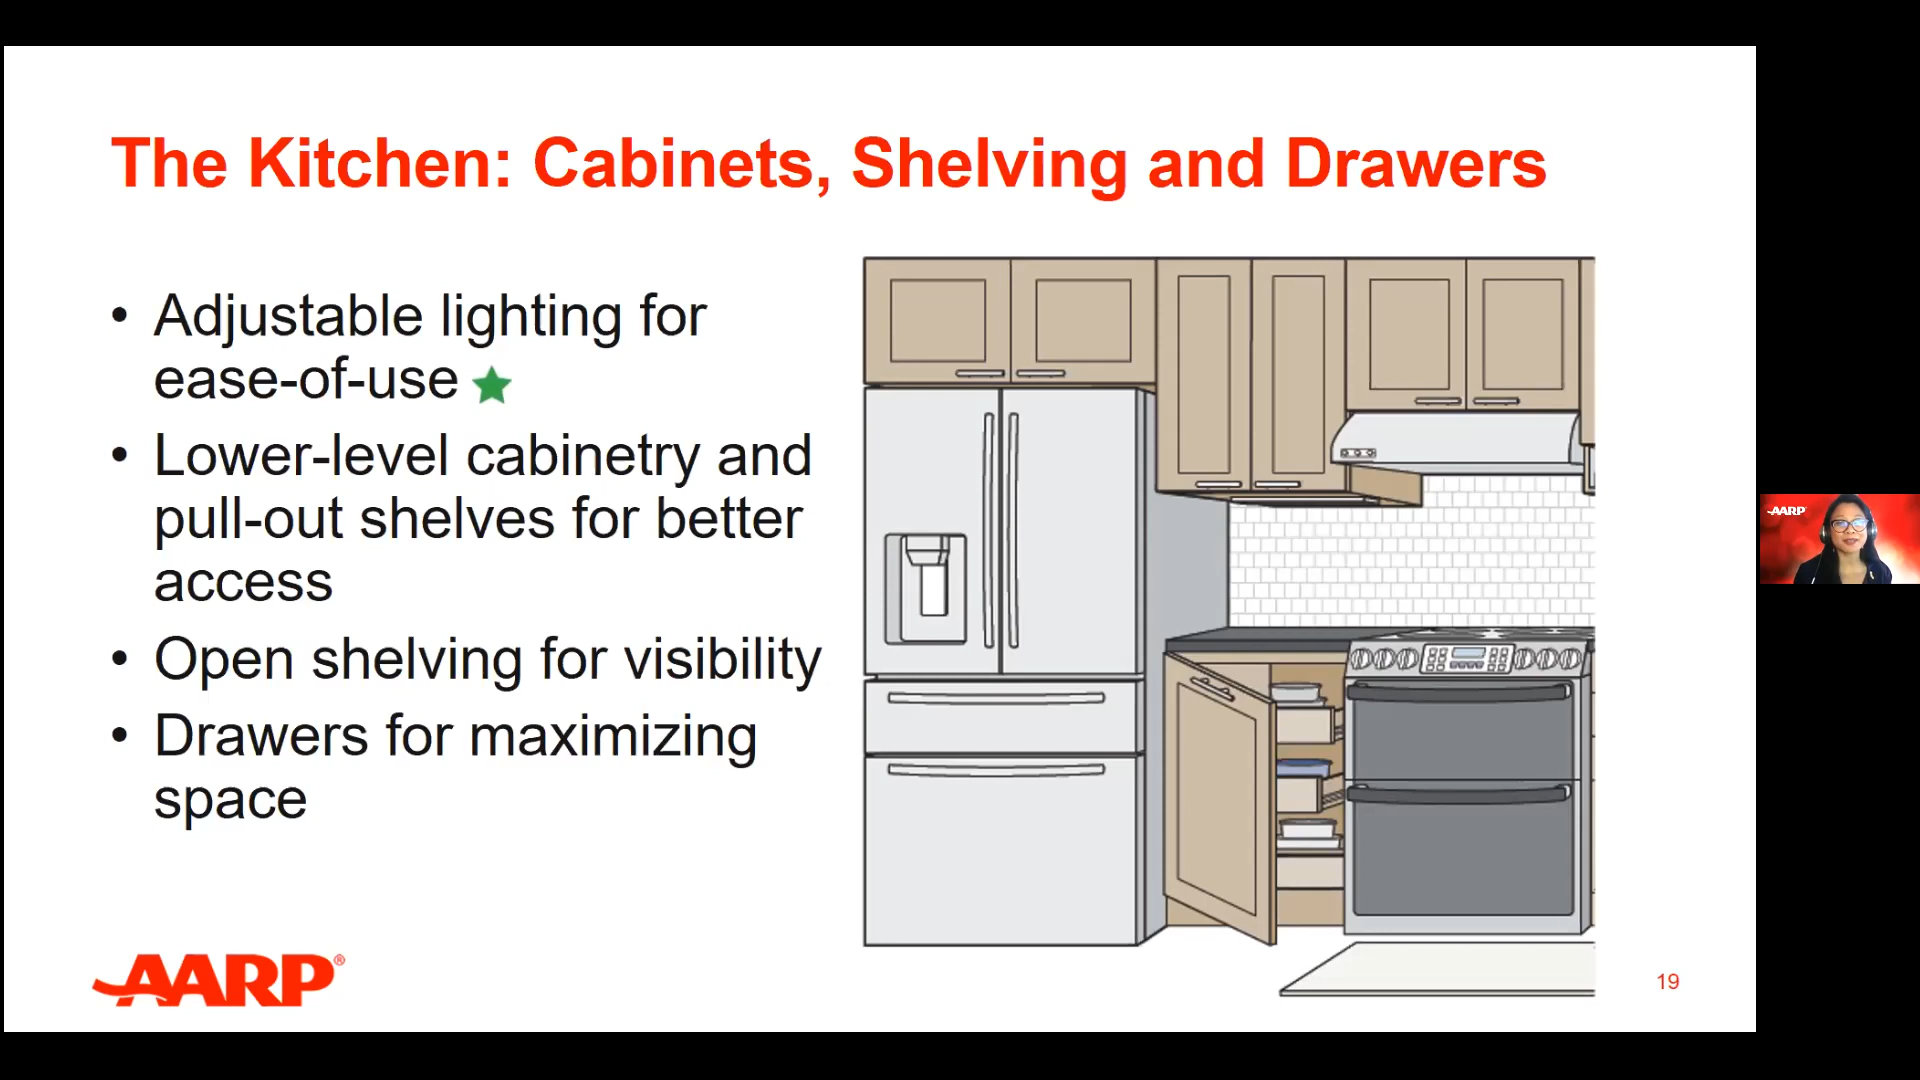 The Kitchen: Cabinets, Shelving and Drawers
• Adjustable lighting for
ease-of-use
• Lower-level cabinetry and
pull-out shelves for better
access
• Open shelving for visibility
• Drawers for maximizing
space
AARP®
19
AARP